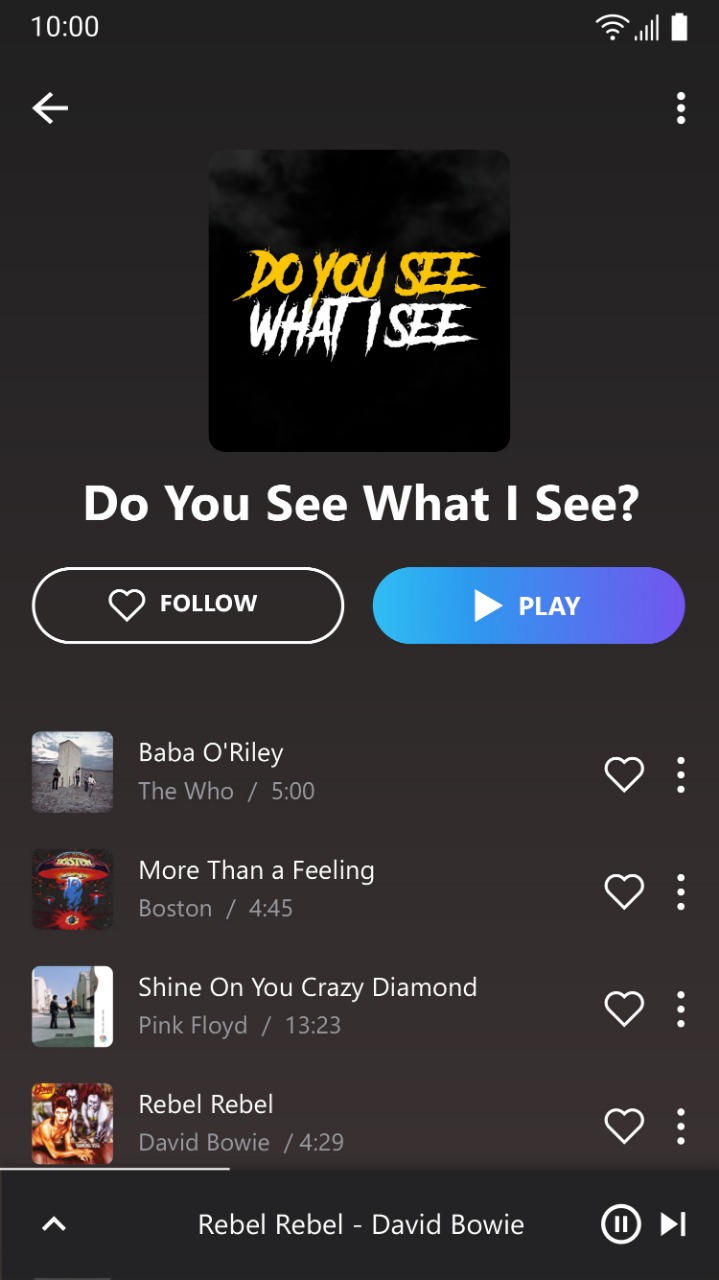 10:00
DO YOU SEE
WHAT I SEE
Do You See What I See?
FOLLOW
PLAY
Baba O'Riley
The Who / 5:00
BOSTON
More Than a Feeling
Boston / 4:45
Shine On You Crazy Diamond
Pink Floyd / 13:23
Bowie
Rebel Rebel
David Bowie / 4:29
Rebel Rebel - David Bowie